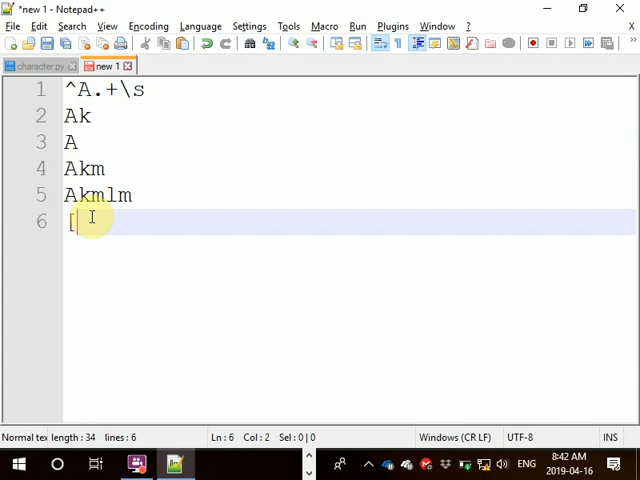 *new 1 - Notepad++
File Edit Search View Encoding Language Settings Tools Macro Run Plugins Window ? X
character.py new 1
1 ^A.+\s
2 Ak
3 A
4 Akm
5 Akmlm
6 [
Normal tex length : 34 lines : 6 Ln : 6 Col : 2 Sel : 0 | 0 Windows (CR LF) UTF-8 INS
ENG 8:42 AM
2019-04-16